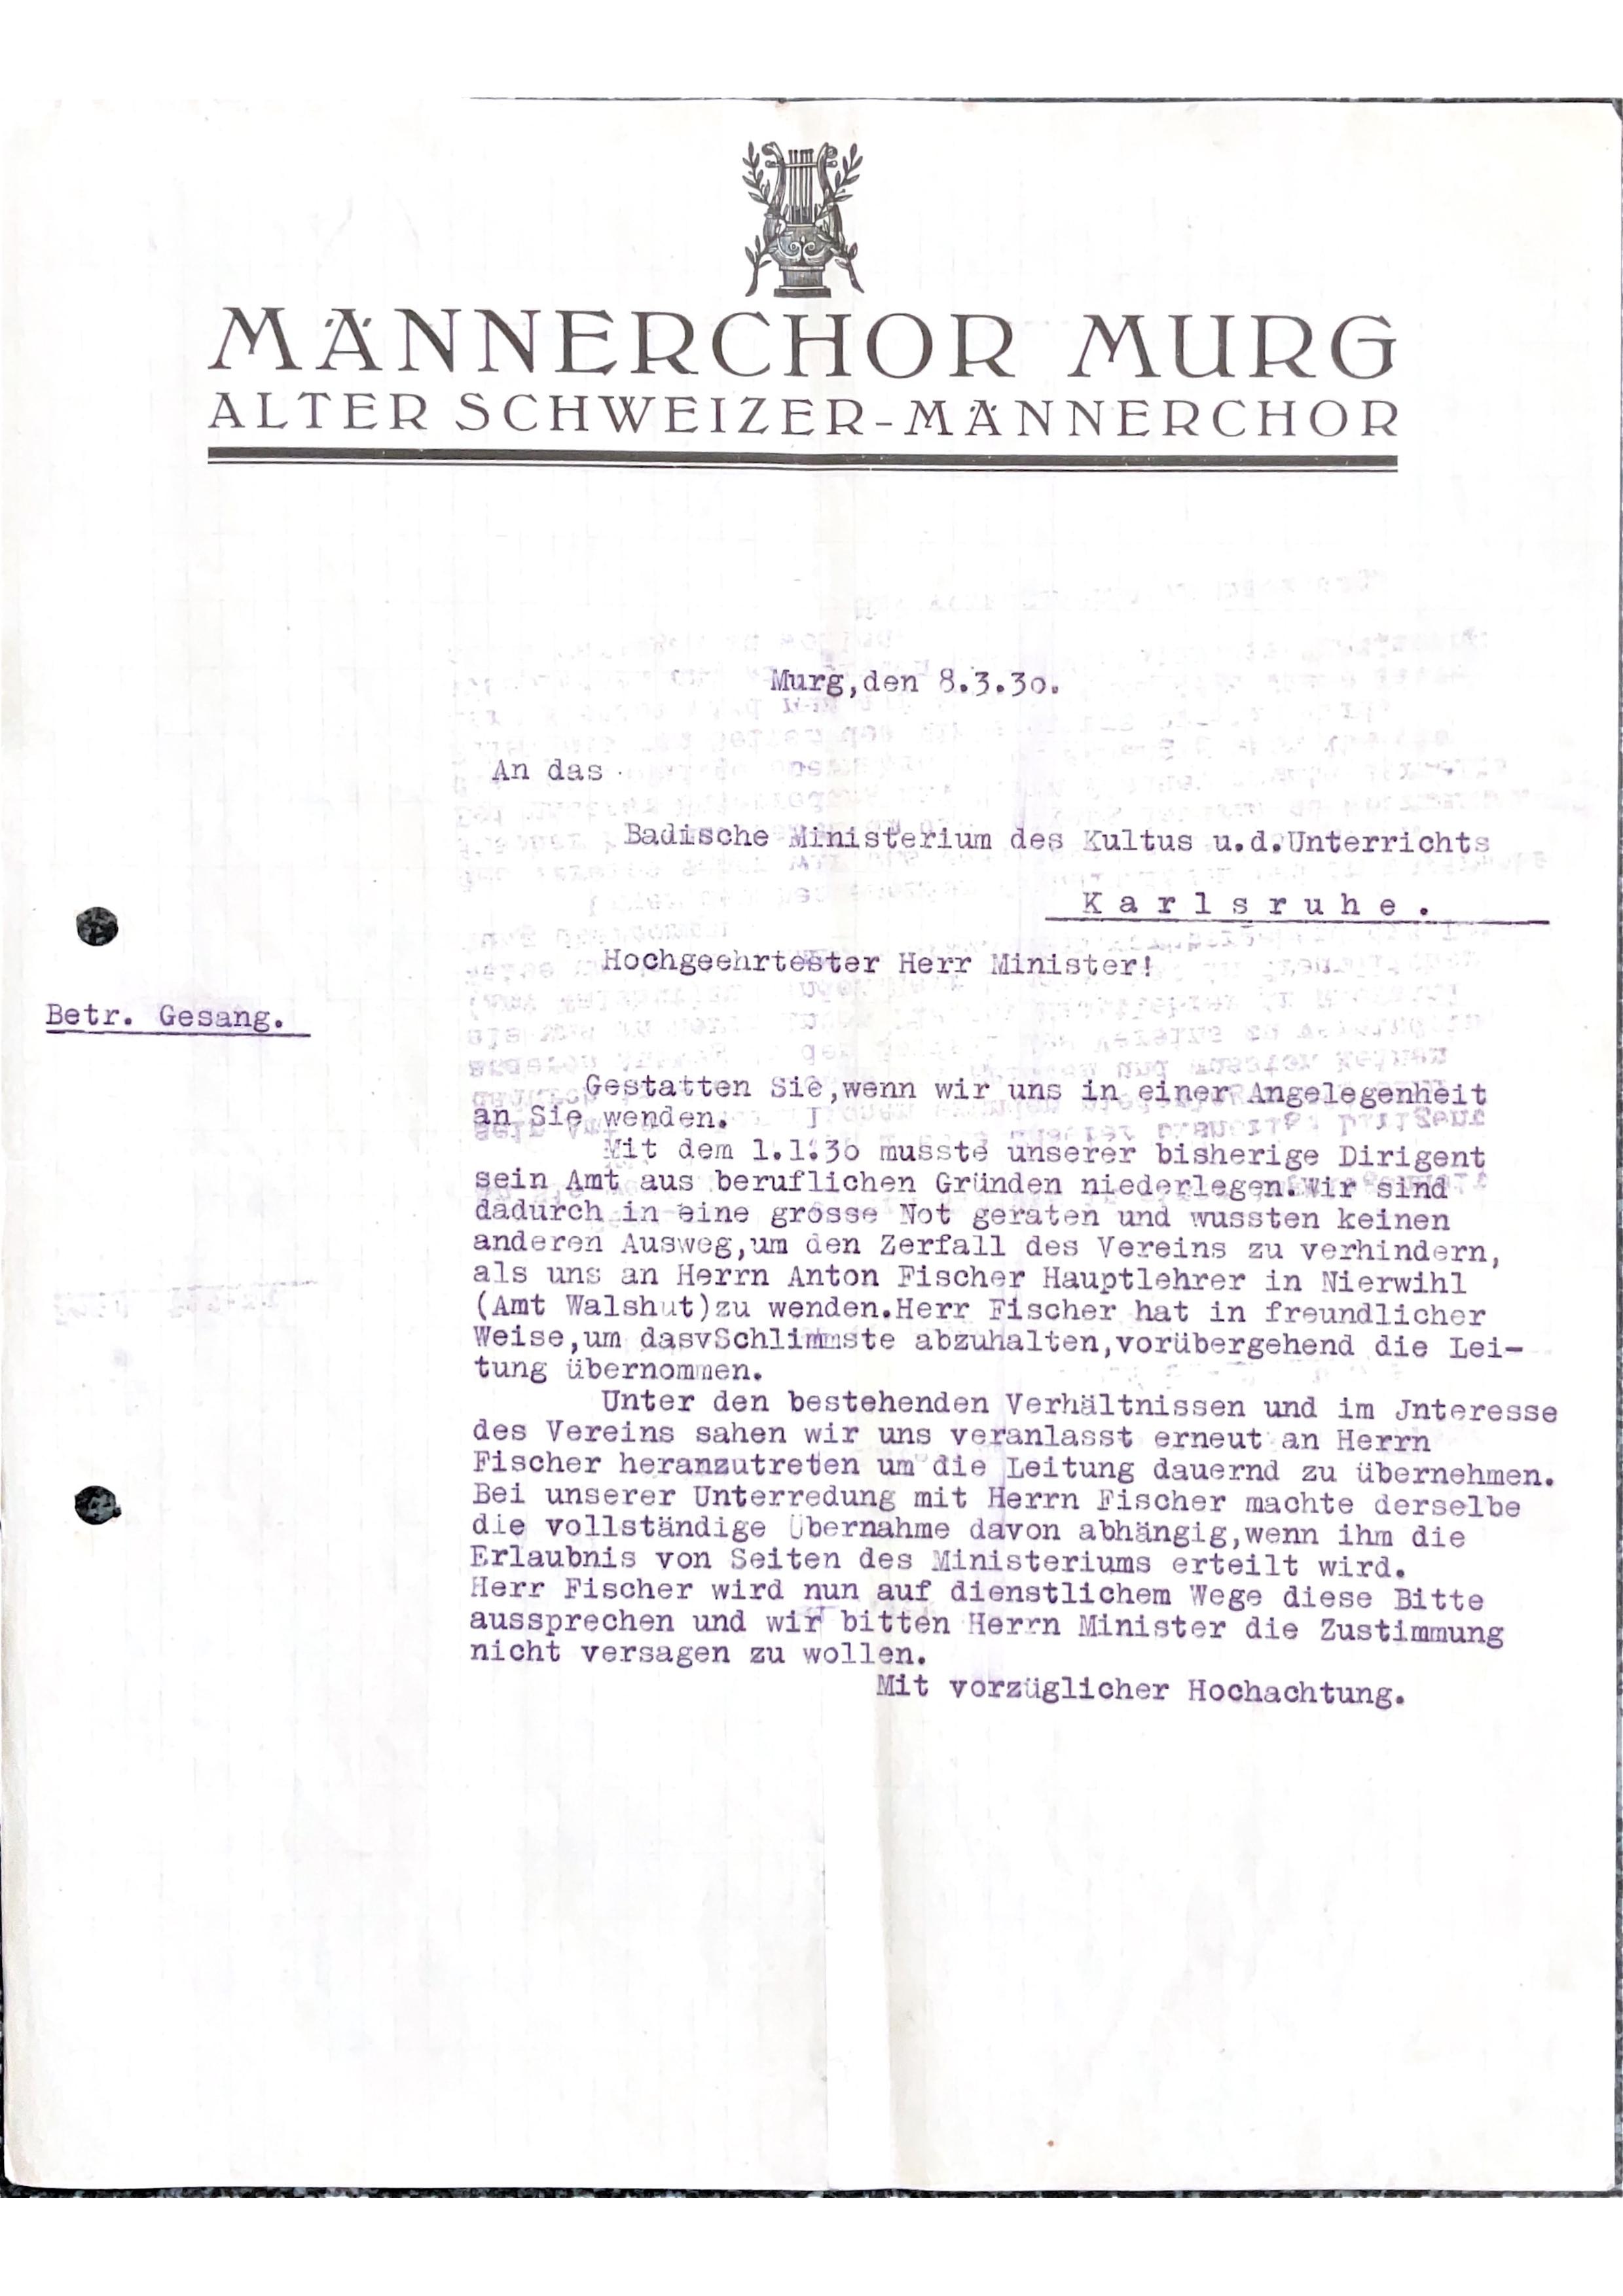 MÄNNERCHOR MURG
ALTER SCHWEIZER-MÄNNERCHOR
Murg,den 8.3.30.
An das
Badische Ministerium des Kultus u.d.Unterrichts
Karlsruhe.
Hochgeehrtester Herr Minister!
Betr. Gesang.
Gestatten Sie,wenn wir uns in einer Angelegenheit
an Sie wenden.
Mit dem 1.1.30 musste unserer bisherige Dirigent
sein Amt aus beruflichen Gründen niederlegen.Wir sind
dadurch in eine grosse Not geraten und wussten keinen
anderen Ausweg,um den Zerfall des Vereins zu verhindern,
als uns an Herrn Anton Fischer Hauptlehrer in Nierwihl
(Amt Walshut)zu wenden.Herr Fischer hat in freundlicher
Weise,um dasvSchlimmste abzuhalten,vorübergehend die Lei-
tung übernommen.
Unter den bestehenden Verhältnissen und im Jnteresse
des Vereins sahen wir uns veranlasst erneut an Herrn
Fischer heranzutreten um die Leitung dauernd zu übernehmen.
Bei unserer Unterredung mit Herrn Fischer machte derselbe
die vollständige Übernahme davon abhängig,wenn ihm die
Erlaubnis von Seiten des Ministeriums erteilt wird.
Herr Fischer wird nun auf dienstlichem Wege diese Bitte
aussprechen und wir bitten Herrn Minister die Zustimmung
nicht versagen zu wollen.
Mit vorzüglicher Hochachtung.